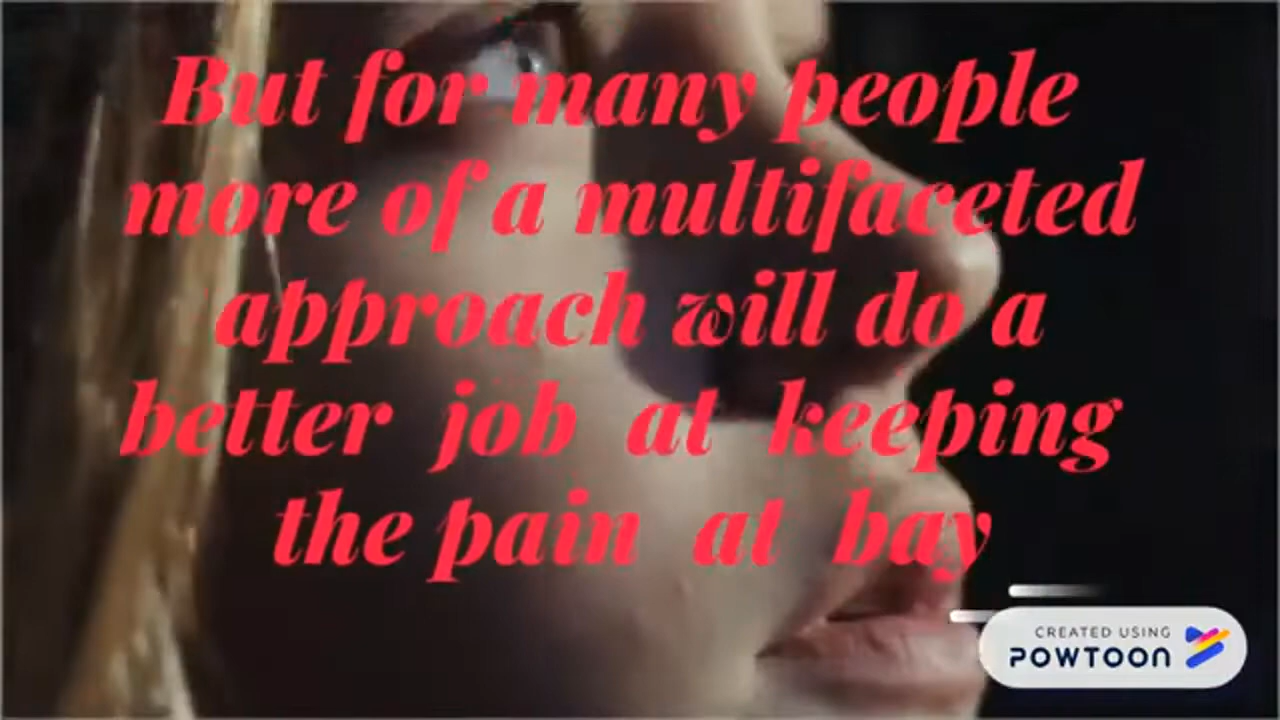 But for many people
more of a multifaceted
approach will do a
better job at keeping
the pain at bay
CREATED USING
POWTOON